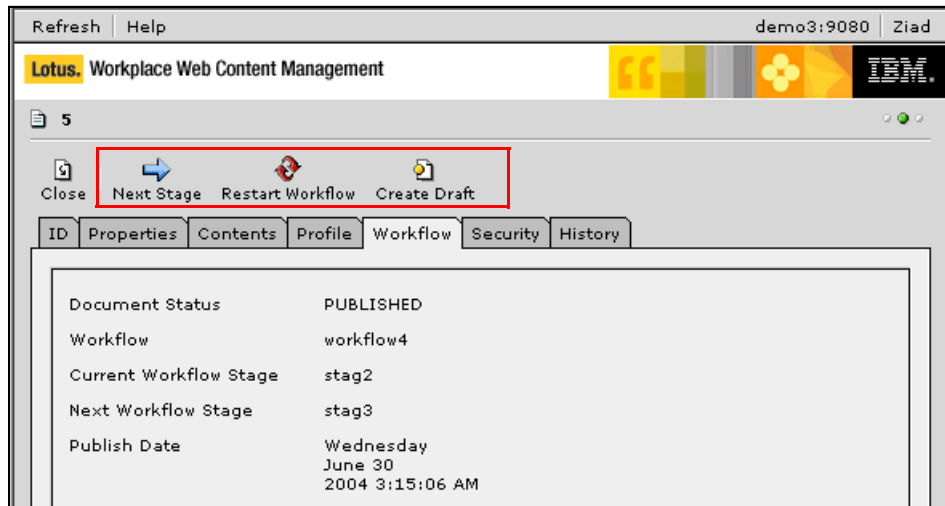 Refresh Help demo3:9080 Ziad
Lotus. Workplace Web Content Management IBM.
5
Close Next Stage Restart Workflow Create Draft
ID Properties Contents Profile Workflow Security History
Document Status PUBLISHED
Workflow workflow4
Current Workflow Stage stag2
Next Workflow Stage stag3
Publish Date Wednesday
June 30
2004 3:15:06 AM